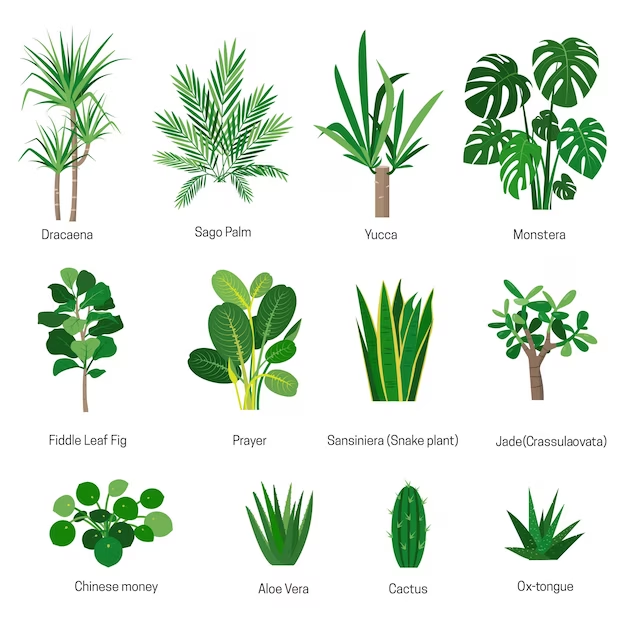 Dracaena
Sago Palm
Yucca
Monstera
Fiddle Leaf Fig
Prayer
Sansiniera (Snake plant)
Jade(Crassulaovata)
Chinese money
Aloe Vera
Cactus
Ox-tongue